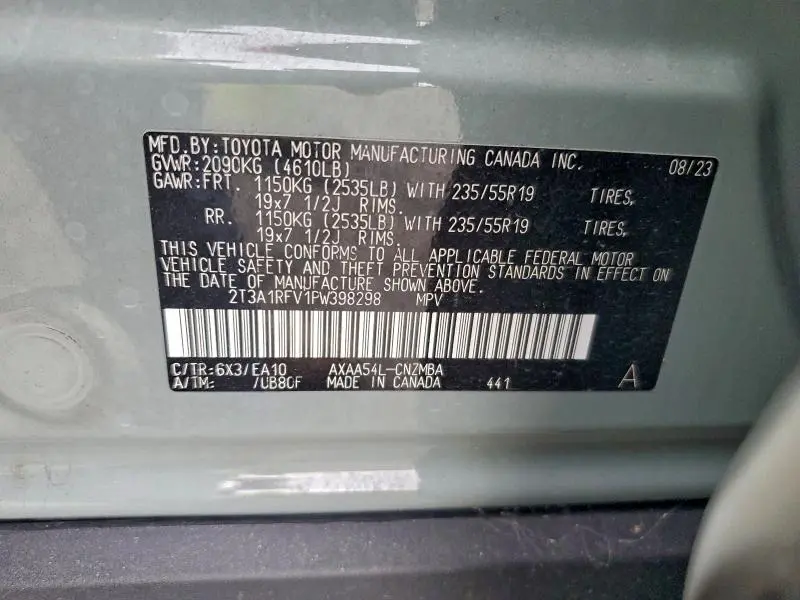 MFD.BY:TOYOTA MOTOR MANUFACTURING CANADA INC. 08/23
GVWR:2090KG (4610LB)
GAWR:FRT. 1150KG (2535LB) WITH 235/55R19 TIRES,
19x7 1/2J RIMS.
RR. 1150KG (2535LB) WITH 235/55R19 TIRES,
19x7 1/2J RIMS.
THIS VEHICLE CONFORMS TO ALL APPLICABLE FEDERAL MOTOR
VEHICLE SAFETY AND THEFT PREVENTION STANDARDS IN EFFECT ON
THE DATE OF MANUFACTURE SHOWN ABOVE.
2T3A1RFV1PW398298 MPV
C/TR:6X3/EA10 AXAA54L-CNZMBA
A/TM: /UB80F MADE IN CANADA 441 A